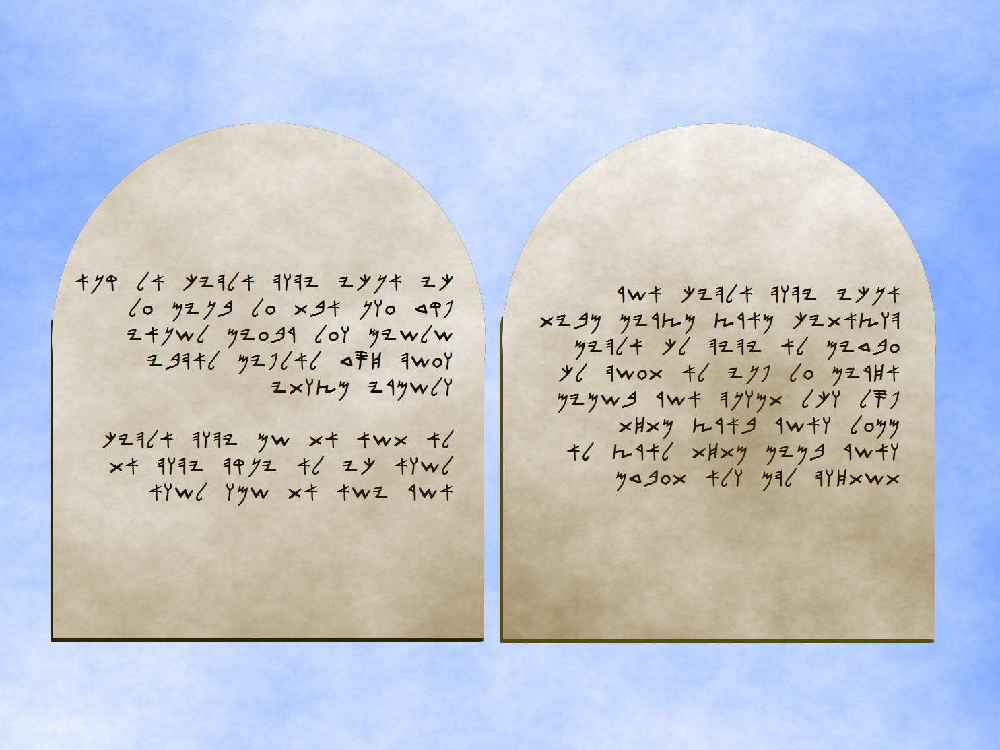 𐤀𐤍𐤊𐤉 𐤉𐤄𐤅𐤄 𐤀𐤋𐤄𐤉𐤊 𐤀𐤔𐤓
𐤄𐤅𐤑𐤀𐤕𐤉𐤊 𐤌𐤀𐤓𐤑 𐤌𐤑𐤓𐤉𐤌 𐤌𐤁𐤉𐤕
𐤏𐤁𐤃𐤉𐤌 𐤋𐤀 𐤉𐤄𐤉𐤄 𐤋𐤊 𐤀𐤋𐤄𐤉𐤌
𐤀𐤇𐤓𐤉𐤌 𐤏𐤋 𐤐𐤍𐤉 𐤋𐤀 𐤕𐤏𐤔𐤄 𐤋𐤊
𐤐𐤎𐤋 𐤅𐤊𐤋 𐤕𐤌𐤅𐤍𐤄 𐤀𐤔𐤓 𐤁𐤔𐤌𐤉𐤌
𐤌𐤌𐤏𐤋 𐤅𐤀𐤔𐤓 𐤁𐤀𐤓𐤑 𐤌𐤕𐤇𐤕
𐤅𐤀𐤔𐤓 𐤁𐤌𐤉𐤌 𐤌𐤕𐤇𐤕 𐤋𐤀𐤓𐤑 𐤋𐤀
𐤕𐤔𐤕𐤇𐤅𐤄 𐤋𐤄𐤌 𐤅𐤋𐤀 𐤕𐤏𐤁𐤃𐤌
𐤊𐤉 𐤀𐤍𐤊𐤉 𐤉𐤄𐤅𐤄 𐤀𐤋𐤄𐤉𐤊 𐤀𐤋 𐤒𐤍𐤀
𐤐𐤒𐤃 𐤏𐤅𐤍 𐤀𐤁𐤕 𐤏𐤋 𐤁𐤍𐤉𐤌 𐤏𐤋
𐤔𐤋𐤔𐤉𐤌 𐤅𐤏𐤋 𐤓𐤁𐤏𐤉𐤌 𐤋𐤔𐤍𐤀𐤉
𐤅𐤏𐤔𐤄 𐤇𐤎𐤃 𐤋𐤀𐤋𐤐𐤉𐤌 𐤋𐤀𐤄𐤁𐤉
𐤅𐤋𐤔𐤌𐤓𐤉 𐤌𐤑𐤅𐤕𐤉
𐤋𐤀 𐤕𐤔𐤀 𐤀𐤕 𐤔𐤌 𐤉𐤄𐤅𐤄 𐤀𐤋𐤄𐤉𐤊
𐤋𐤔𐤅𐤀 𐤊𐤉 𐤋𐤀 𐤉𐤍𐤒𐤄 𐤉𐤄𐤅𐤄 𐤀𐤕
𐤀𐤔𐤓 𐤉𐤔𐤀 𐤀𐤕 𐤔𐤌𐤅 𐤋𐤔𐤅𐤀